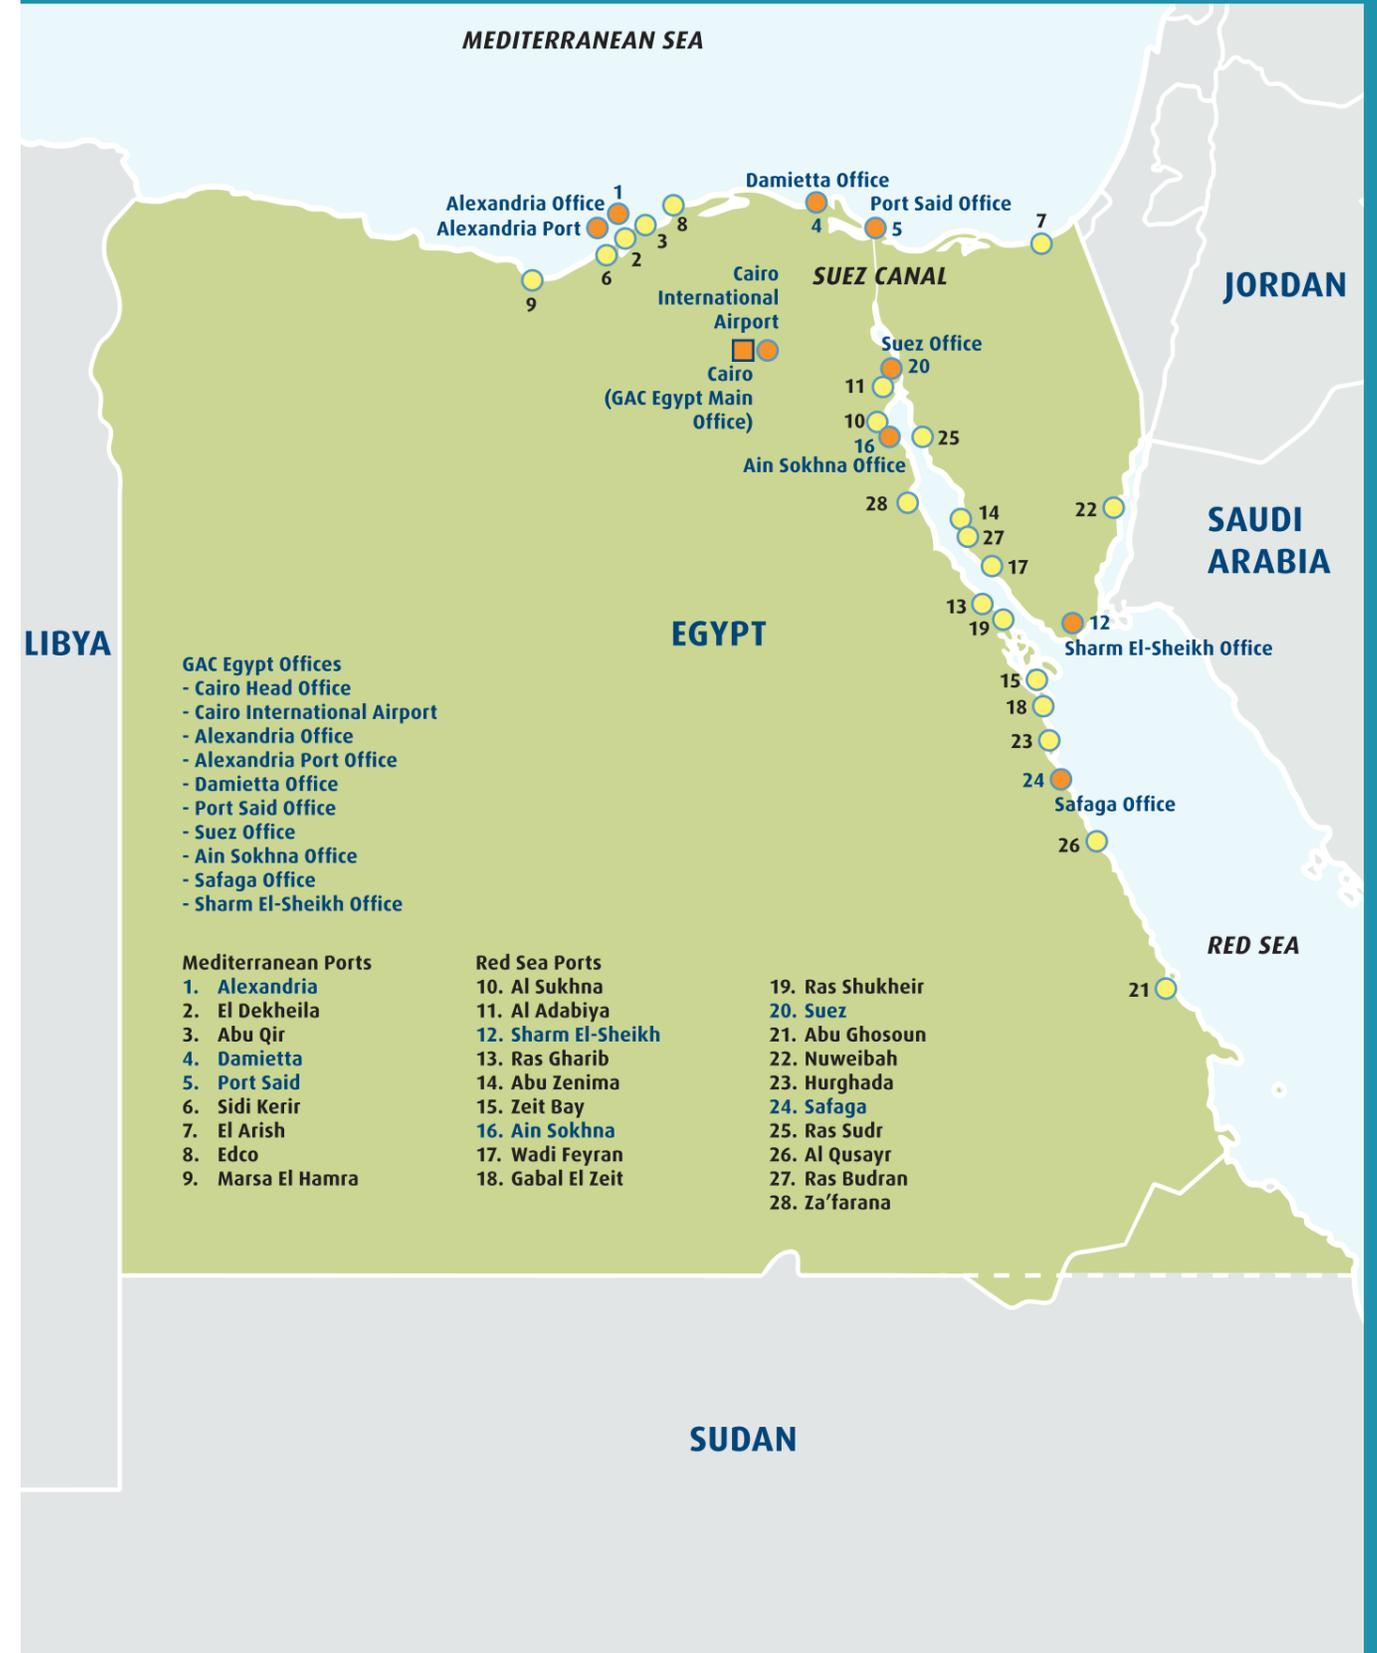 MEDITERRANEAN SEA
Damietta Office
1
Alexandria Office
Port Said Office
Alexandria Port
8
4
5
7
3
2
6
9
Cairo
International
Airport
SUEZ CANAL
JORDAN
Suez Office
20
Cairo
(GAC Egypt Main
Office)
11
10
16
25
Ain Sokhna Office
28
14
27
22
SAUDI
ARABIA
17
13
19
12
Sharm El-Sheikh Office
LIBYA
EGYPT
15
18
23
24
Safaga Office
26
RED SEA
21
GAC Egypt Offices
- Cairo Head Office
- Cairo International Airport
- Alexandria Office
- Alexandria Port Office
- Damietta Office
- Port Said Office
- Suez Office
- Ain Sokhna Office
- Safaga Office
- Sharm El-Sheikh Office
Mediterranean Ports
1. Alexandria
2. El Dekheila
3. Abu Qir
4. Damietta
5. Port Said
6. Sidi Kerir
7. El Arish
8. Edco
9. Marsa El Hamra
Red Sea Ports
10. Al Sukhna
11. Al Adabiya
12. Sharm El-Sheikh
13. Ras Gharib
14. Abu Zenima
15. Zeit Bay
16. Ain Sokhna
17. Wadi Feyran
18. Gabal El Zeit
19. Ras Shukheir
20. Suez
21. Abu Ghosoun
22. Nuweibah
23. Hurghada
24. Safaga
25. Ras Sudr
26. Al Qusayr
27. Ras Budran
28. Za’farana
SUDAN